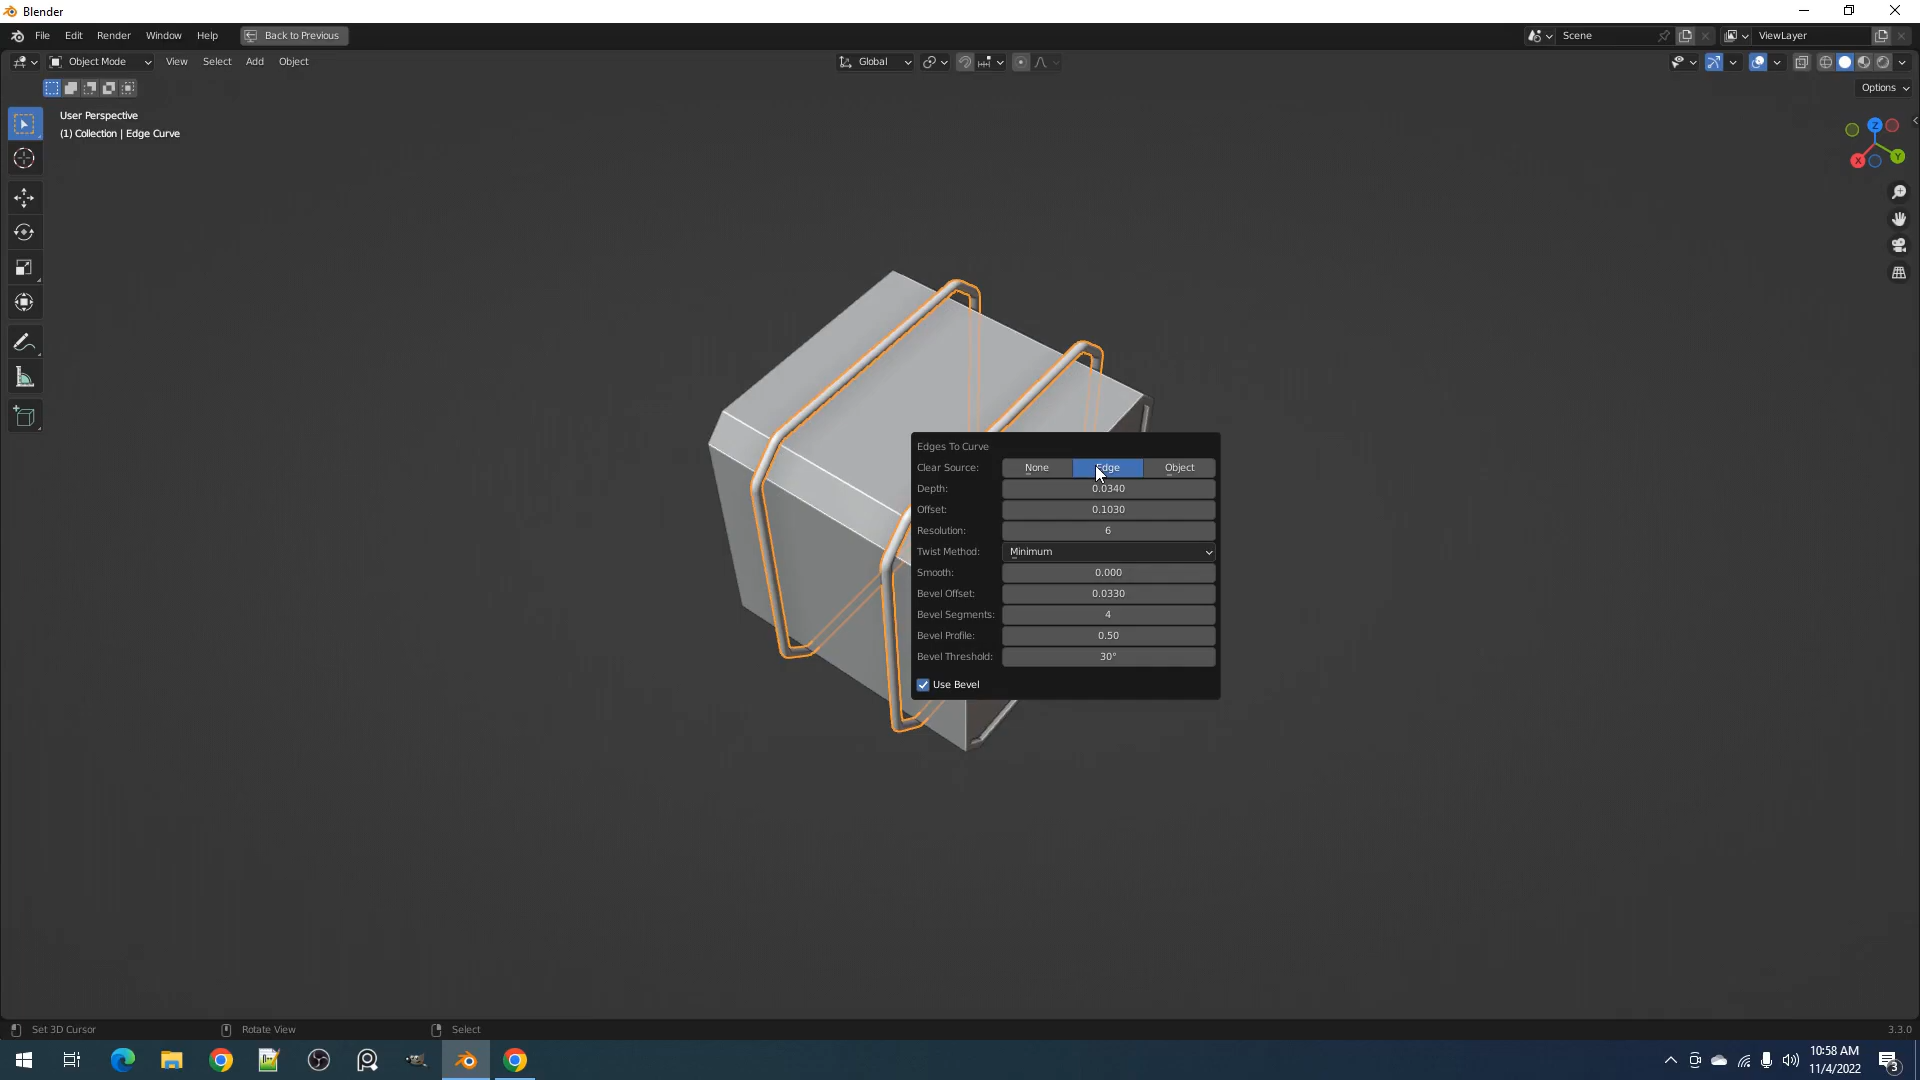 Blender
File Edit Render Window Help Back to Previous Scene ViewLayer
Object Mode View Select Add Object Global
Options
User Perspective
(1) Collection | Edge Curve
Z
X Y
Edges To Curve
Clear Source: None Edge Object
Depth: 0.0340
Offset: 0.1030
Resolution: 6
Twist Method: Minimum
Smooth: 0.000
Bevel Offset: 0.0330
Bevel Segments: 4
Bevel Profile: 0.50
Bevel Threshold: 30°
Use Bevel
Set 3D Cursor Rotate View Select 3.3.0
10:58 AM
11/4/2022
3